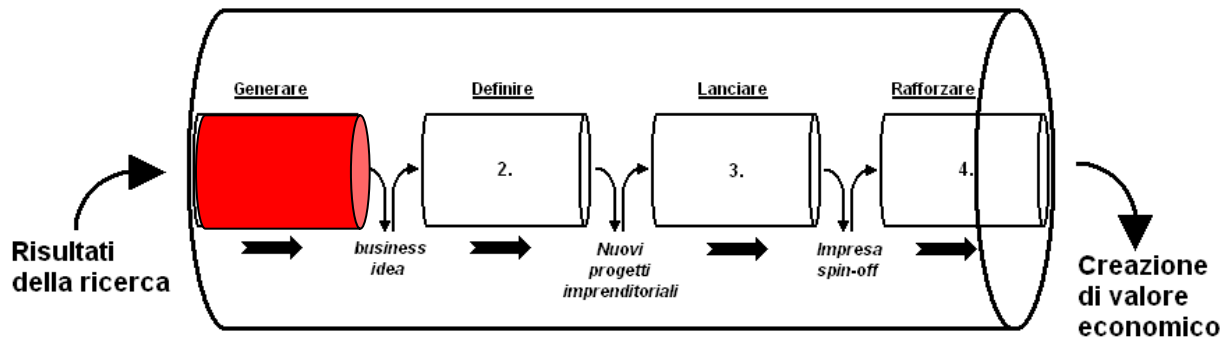 Generare
Definire
Lanciare
Rafforzare
2.
3.
4.
Risultati
della ricerca
business
idea
Nuovi
progetti
imprenditoriali
Impresa
spin-off
Creazione
di valore
economico